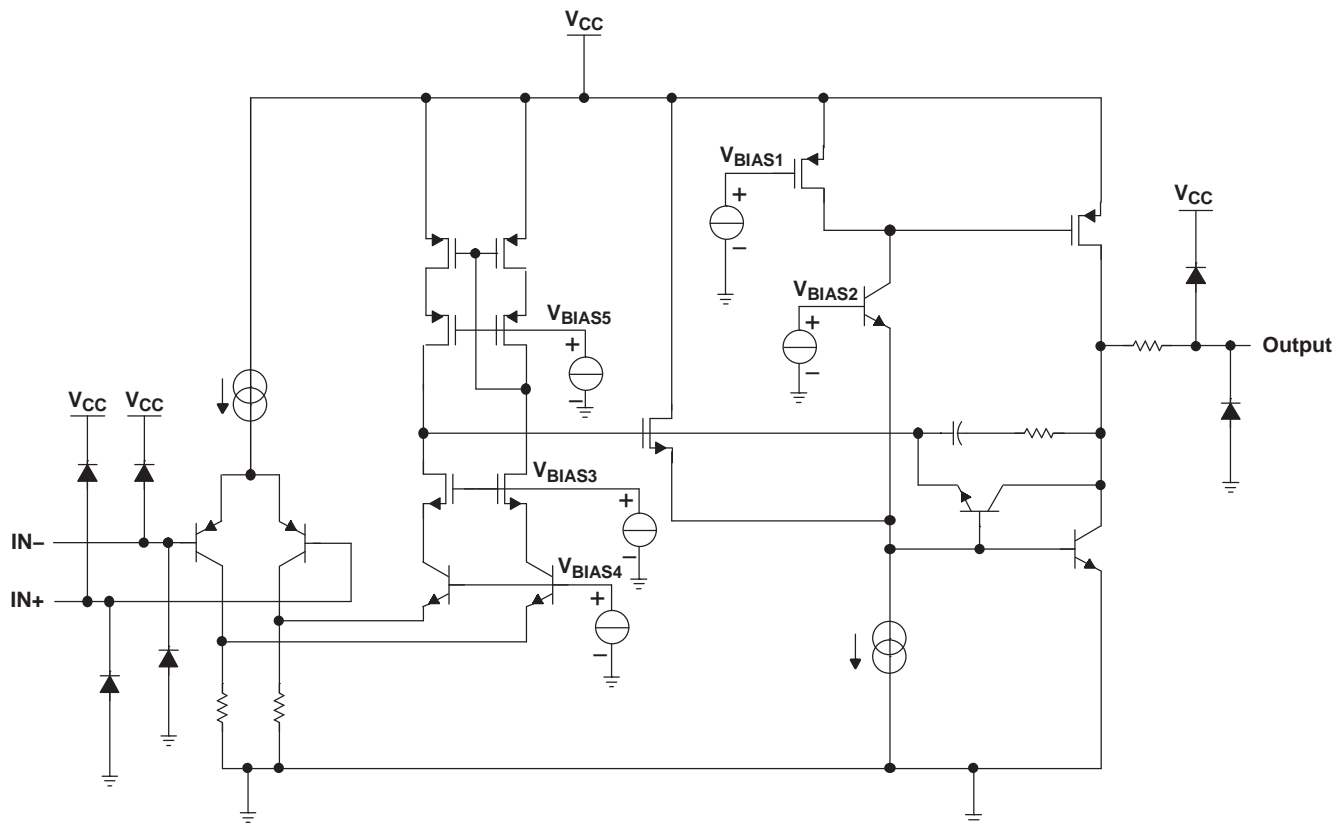 VCC
VBIAS1
VCC
VBIAS2
VBIAS5
Output
VCC
VCC
VBIAS3
IN–
VBIAS4
IN+
+
–
+
–
+
–
+
–
+
–